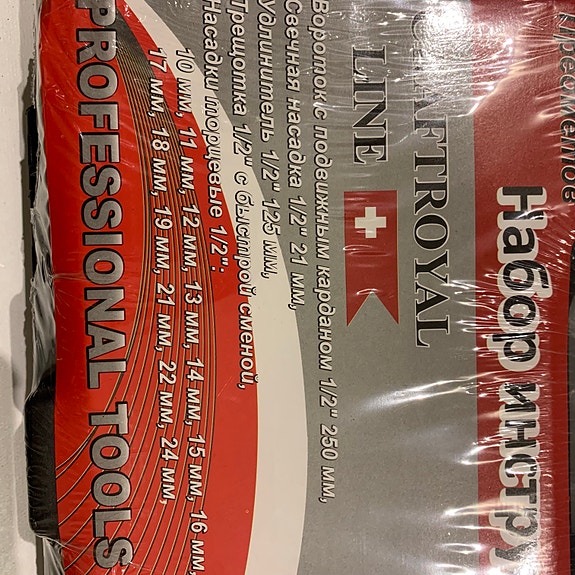 Набор инстру
CRAFTROYAL
LINE
Вороток с подвижным карданом 1/2" 250 мм,
Свечная насадка 1/2" 21 мм,
удлинитель 1/2" 125 мм,
Трещотка 1/2" с быстрой сменой,
Насадки торцевые 1/2":
10 мм, 11 мм, 12 мм, 13 мм, 14 мм, 15 мм, 16 мм,
17 мм, 18 мм, 19 мм, 21 мм, 22 мм, 24 мм,
PROFESSIONAL TOOLS